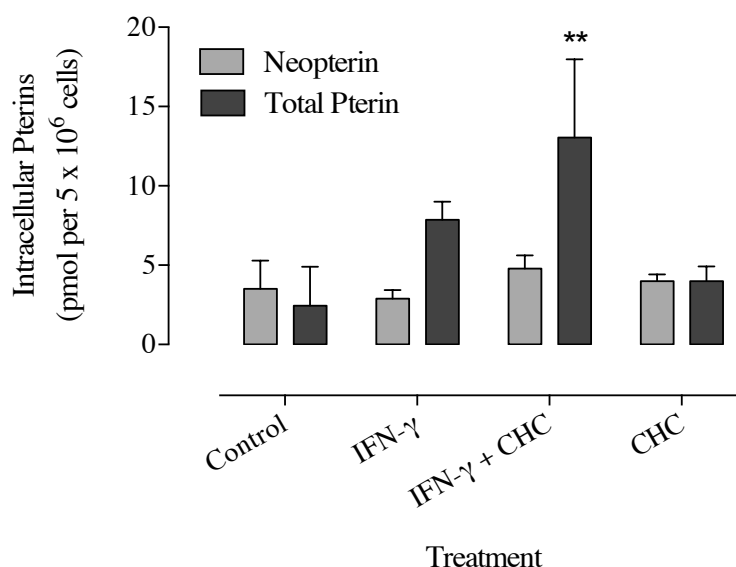 Intracellular Pterins
(pmol per 5 x 10⁶ cells)
20
15
10
5
0
Neopterin
Total Pterin
**
Control
IFN-γ
IFN-γ + CHC
CHC
Treatment